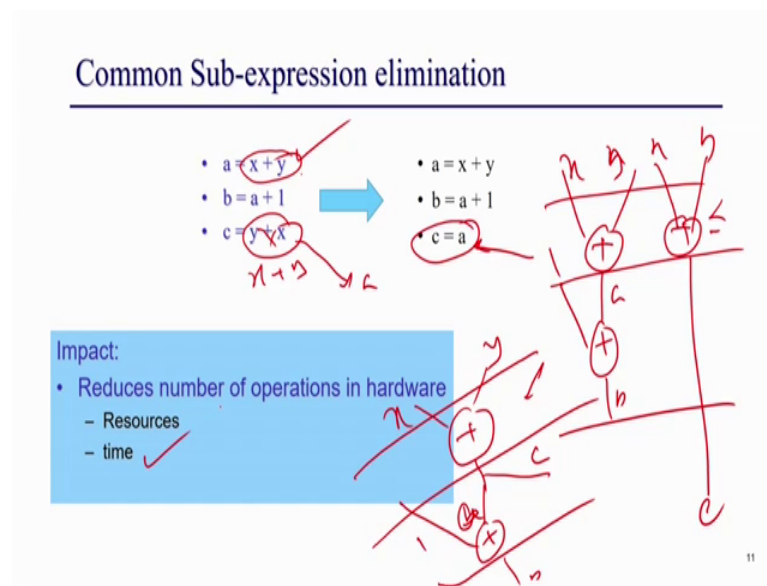 Common Sub-expression elimination
• a = x + y
• b = a + 1
• c = y + x
x + y
a
• a = x + y
• b = a + 1
• c = a
Impact:
• Reduces number of operations in hardware
– Resources
– time
x y x y
+ +
1 a
+
b
c
y
x
+
c
1
+
b
11